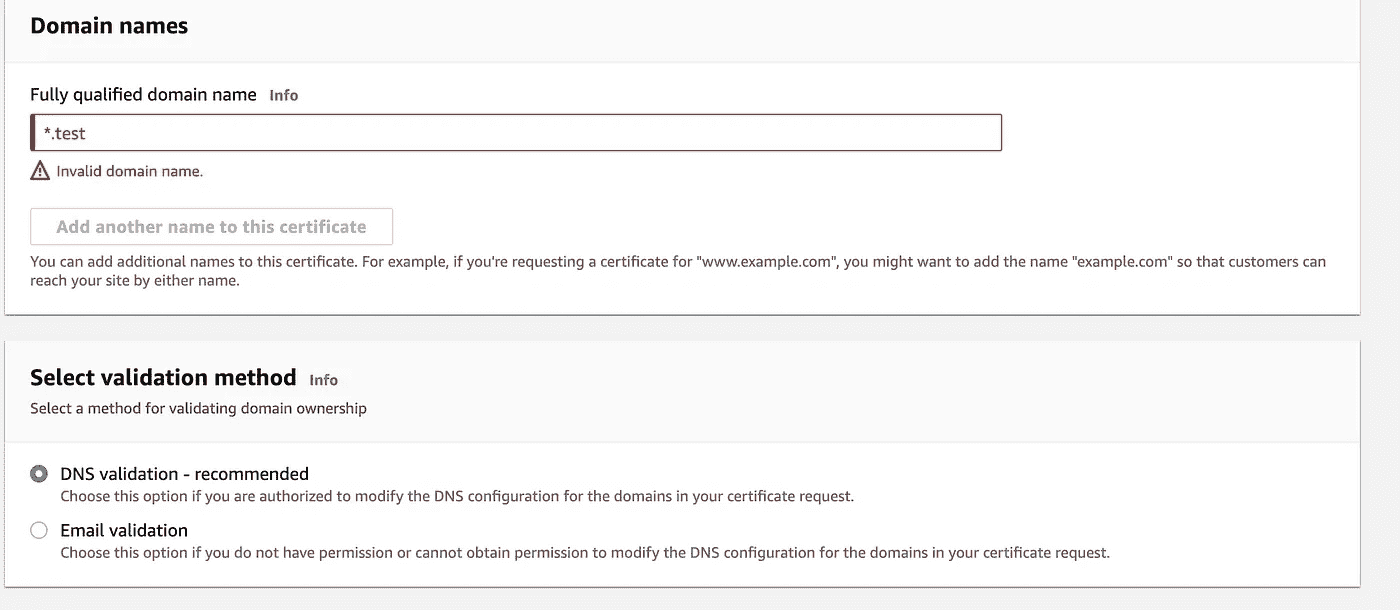 Domain names
Fully qualified domain name Info
*.test
Invalid domain name.
Add another name to this certificate
You can add additional names to this certificate. For example, if you're requesting a certificate for "www.example.com", you might want to add the name "example.com" so that customers can
reach your site by either name.
Select validation method Info
Select a method for validating domain ownership
DNS validation - recommended
Choose this option if you are authorized to modify the DNS configuration for the domains in your certificate request.
Email validation
Choose this option if you do not have permission or cannot obtain permission to modify the DNS configuration for the domains in your certificate request.